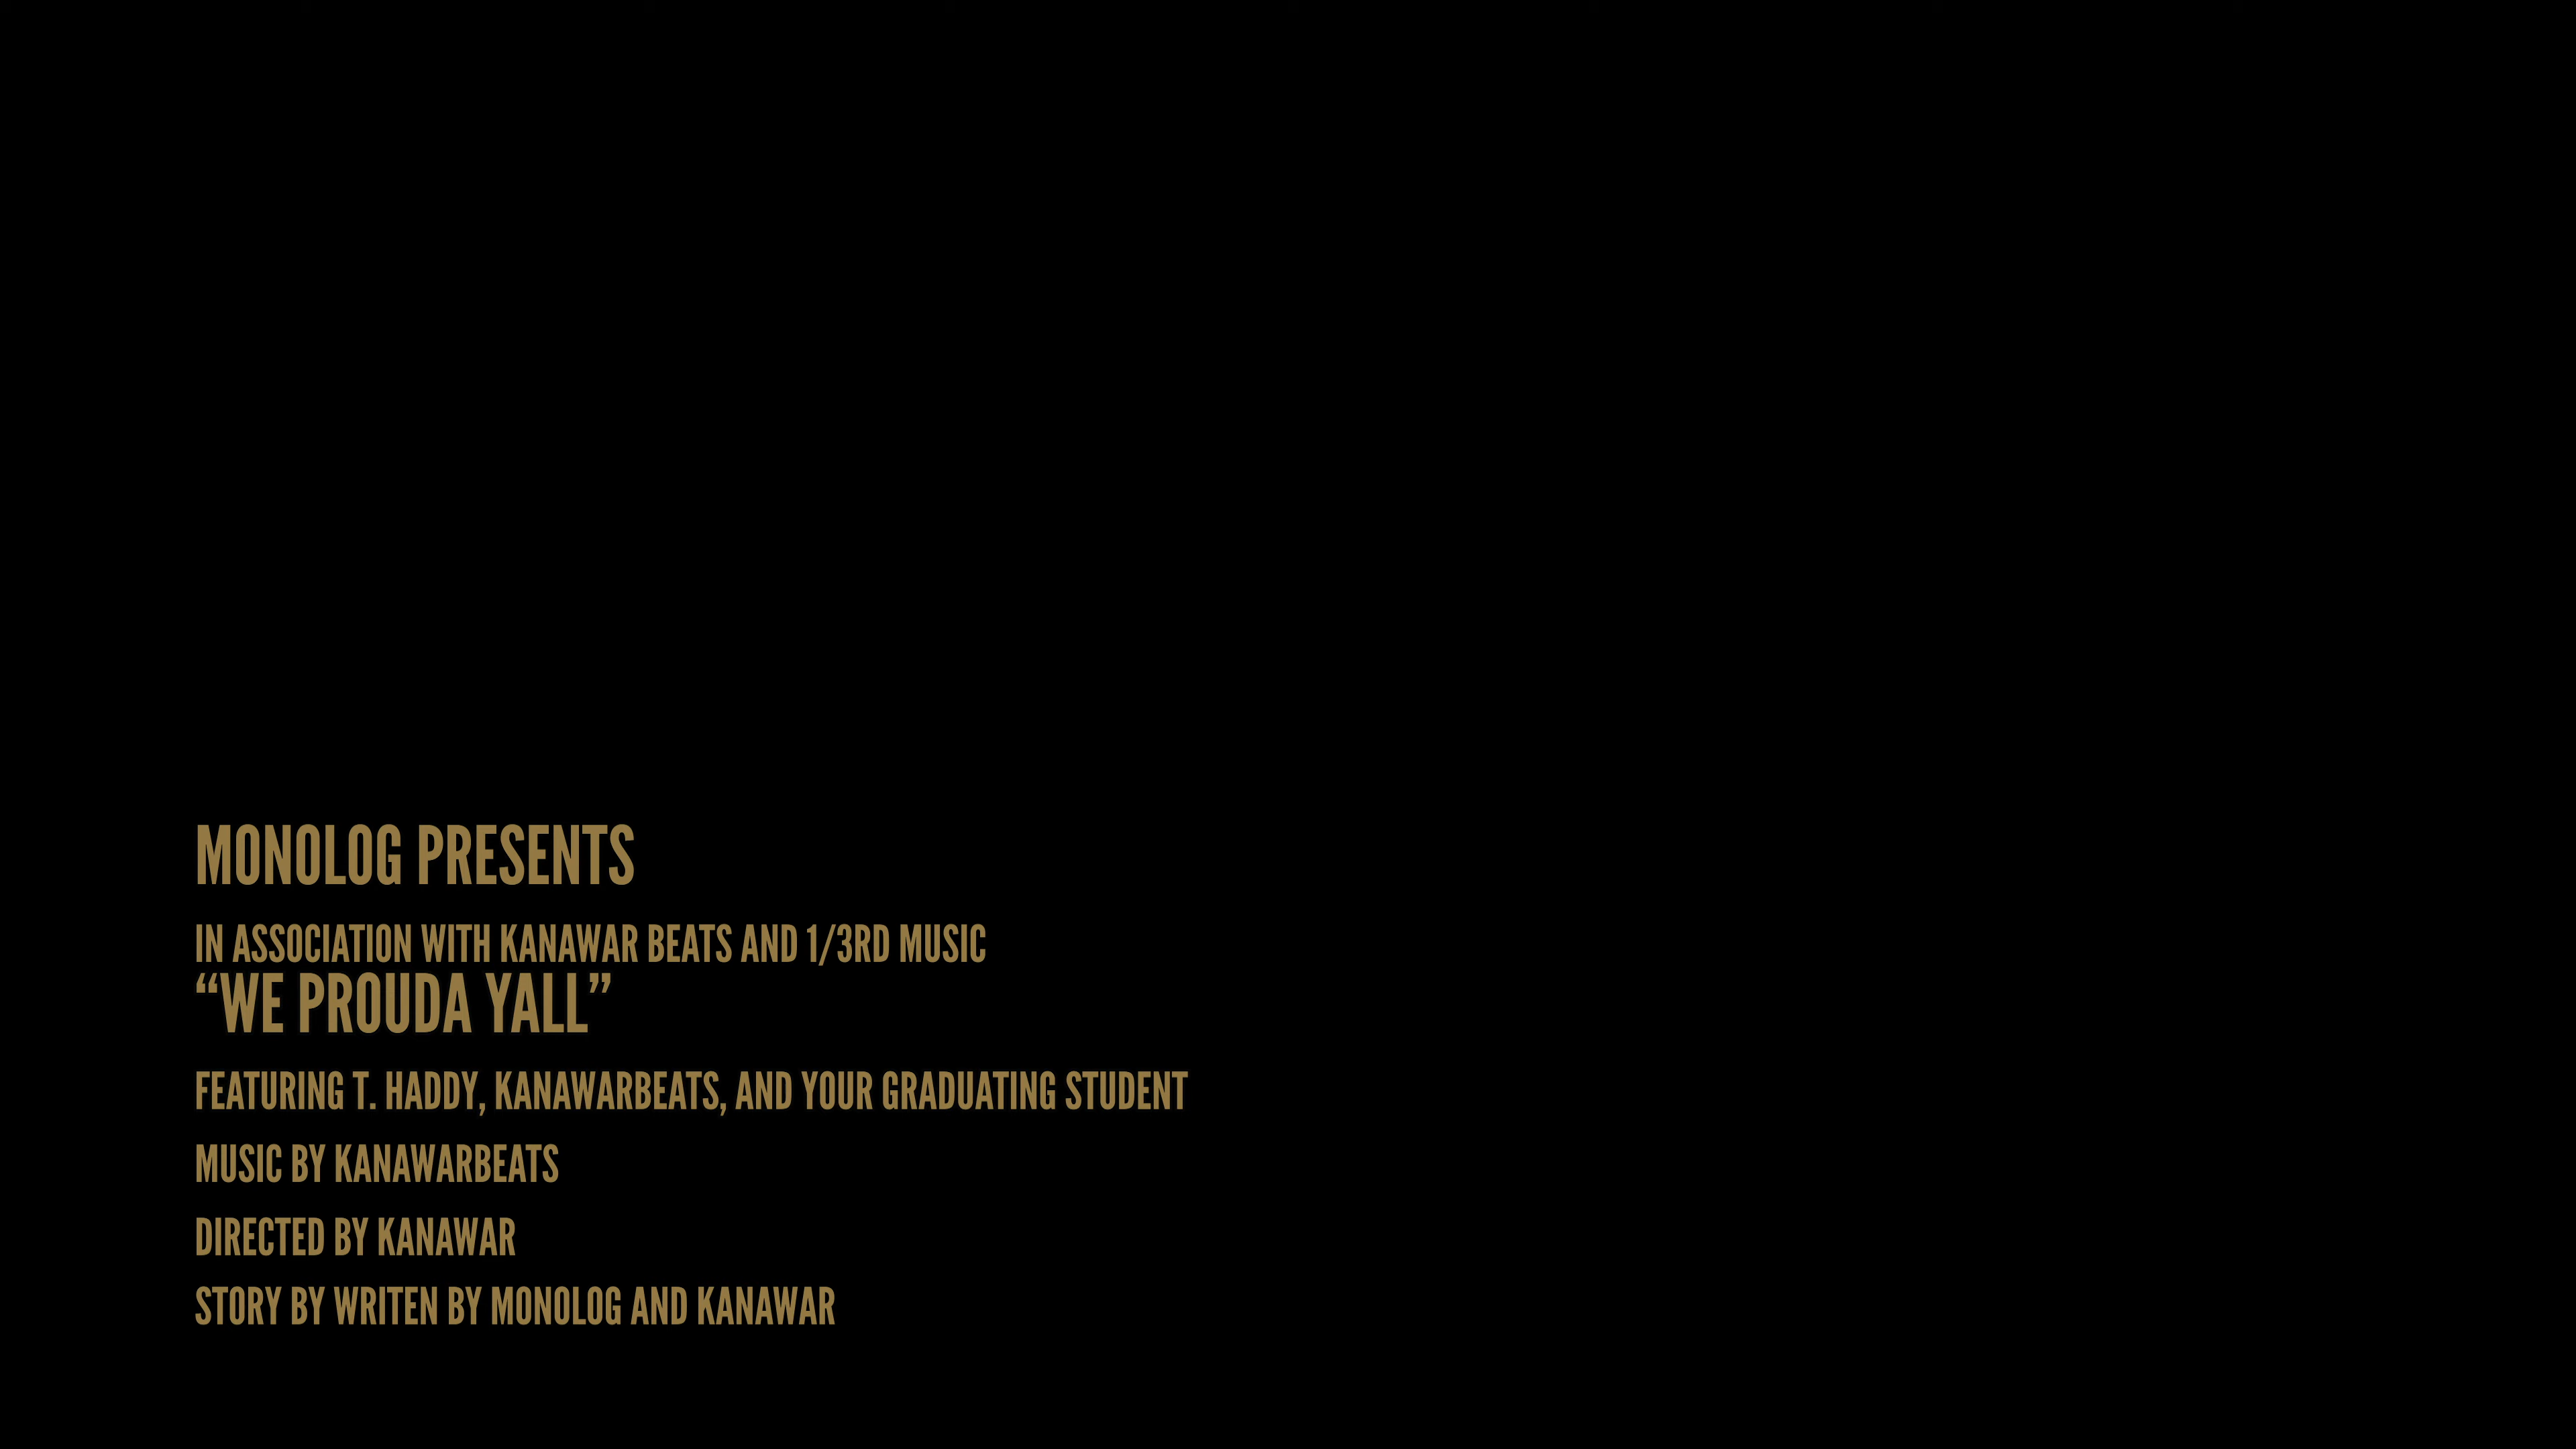 MONOLOG PRESENTS
IN ASSOCIATION WITH KANAWAR BEATS AND 1/3RD MUSIC
“WE PROUDA YALL”
FEATURING T. HADDY, KANAWARBEATS, AND YOUR GRADUATING STUDENT
MUSIC BY KANAWARBEATS
DIRECTED BY KANAWAR
STORY BY WRITEN BY MONOLOG AND KANAWAR